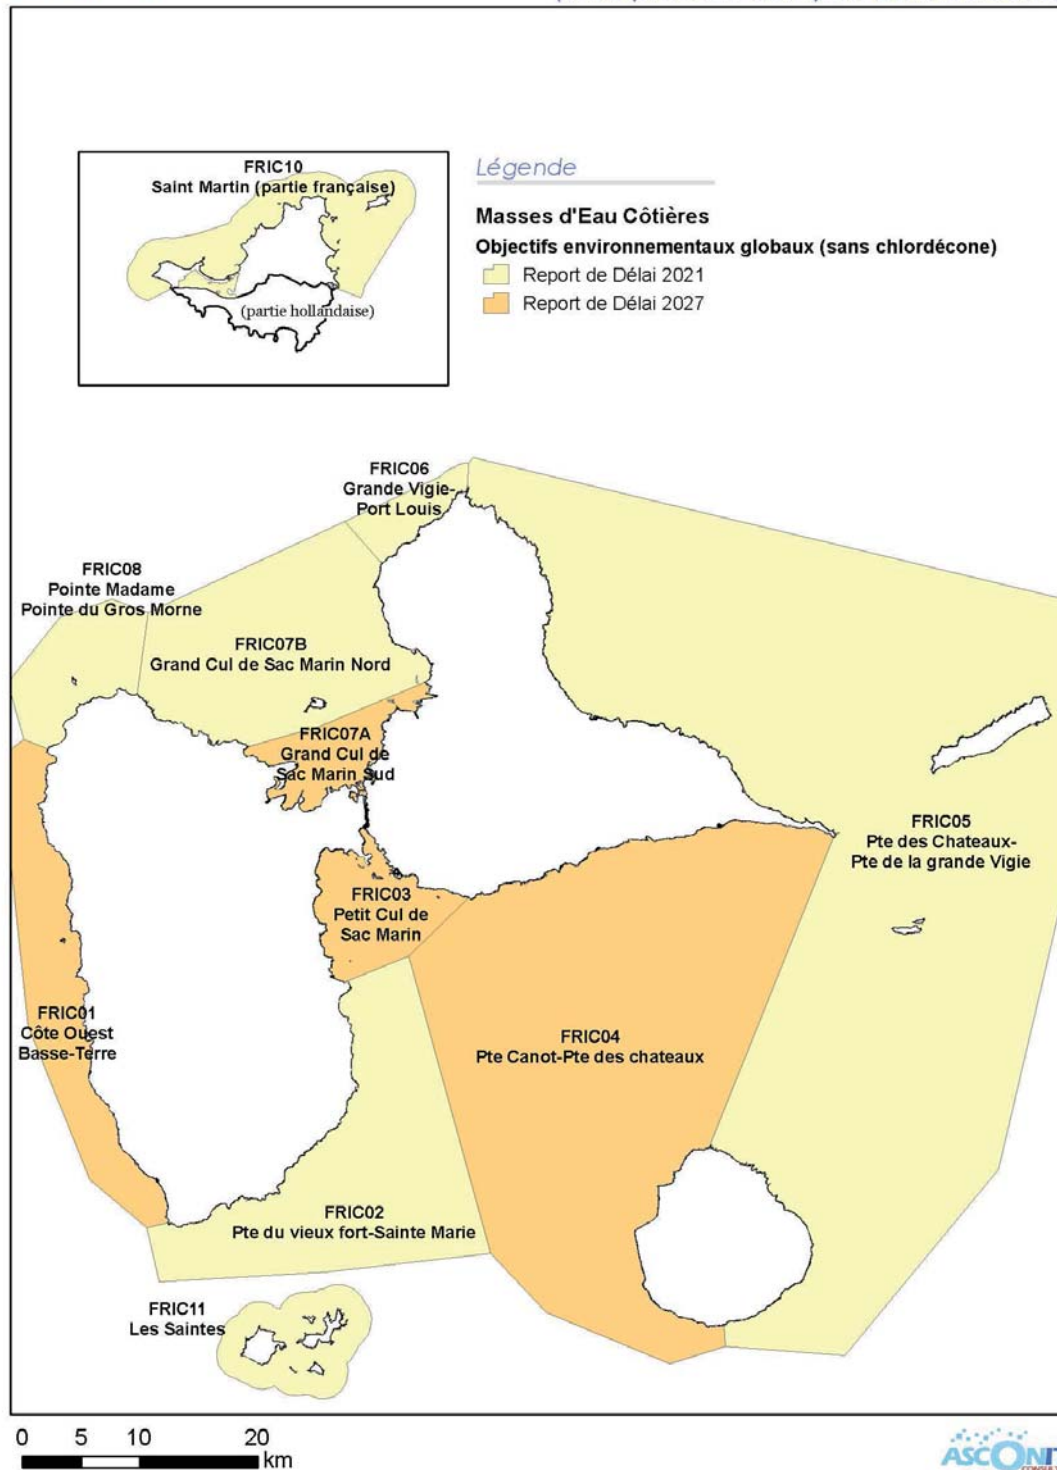 FRIC10
Saint Martin (partie française)
(partie hollandaise)
Légende
Masses d'Eau Côtières
Objectifs environnementaux globaux (sans chlordécone)
Report de Délai 2021
Report de Délai 2027
FRIC06
Grande Vigie-
Port Louis
FRIC08
Pointe Madame
Pointe du Gros Morne
FRIC07B
Grand Cul de Sac Marin Nord
FRIC07A
Grand Cul de
Sac Marin Sud
FRIC05
Pte des Chateaux-
Pte de la grande Vigie
FRIC03
Petit Cul de
Sac Marin
FRIC01
Côte Ouest
Basse-Terre
FRIC04
Pte Canot-Pte des chateaux
FRIC02
Pte du vieux fort-Sainte Marie
FRIC11
Les Saintes
0 5 10 20
km
ASCONIT